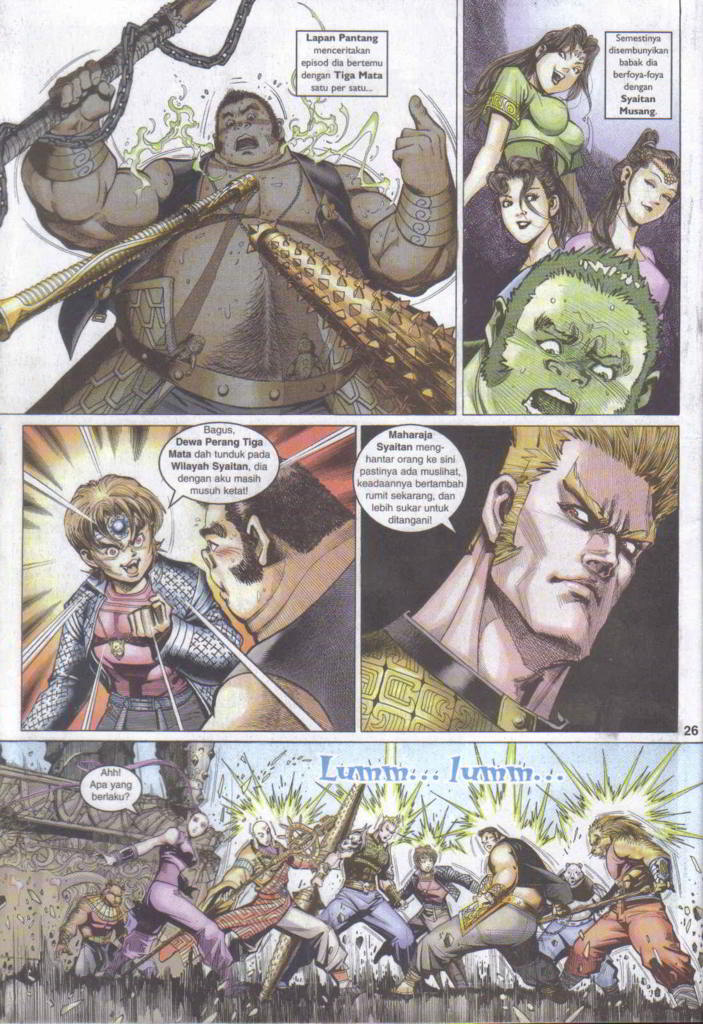 Lapan Pantang
menceritakan
episod dia bertemu
dengan Tiga Mata
satu per satu...
Semestinya
disembunyikan
babak dia
berfoya-foya
dengan
Syaitan
Musang.
Bagus,
Dewa Perang Tiga
Mata dah tunduk pada
Wilayah Syaitan, dia
dengan aku masih
musuh ketat!
Maharaja
Syaitan meng-
hantar orang ke sini
pastinya ada muslihat,
keadaannya bertambah
rumit sekarang, dan
lebih sukar untuk
ditangani!
26
Ahh!
Apa yang
berlaku?
Lumm... lumm...